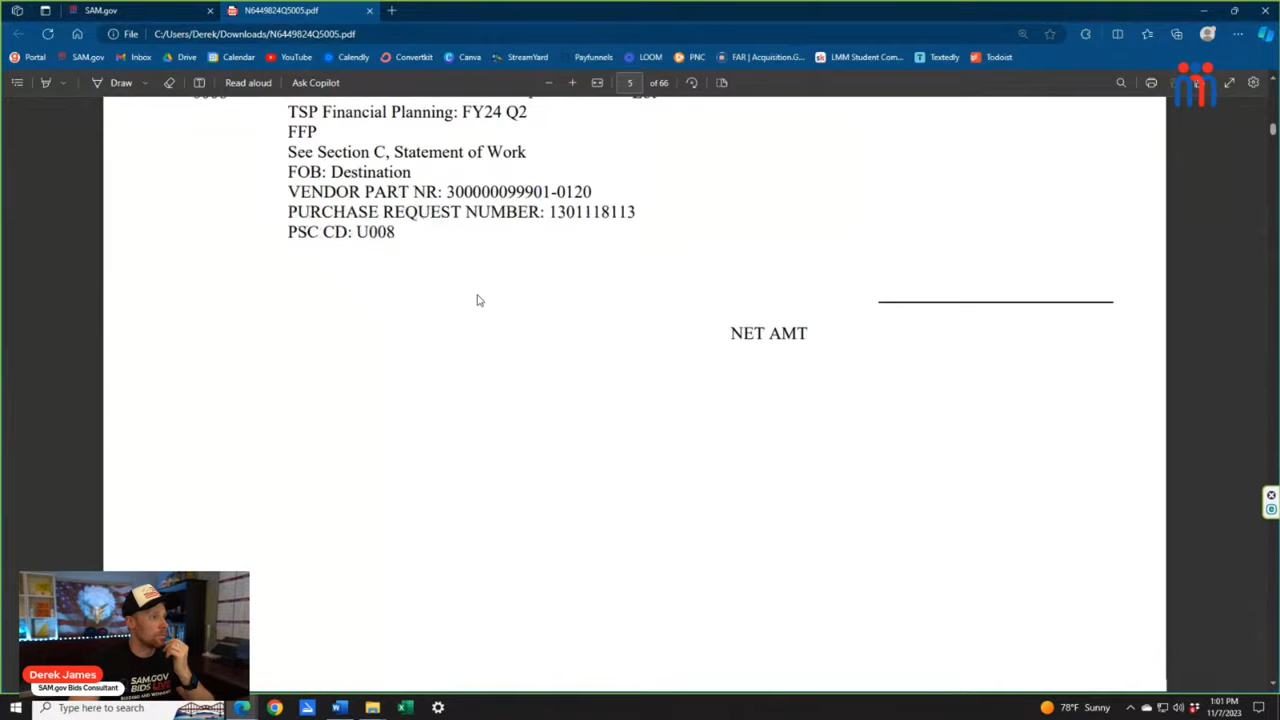 SAM.gov
N6449824Q5005.pdf
File
C:/Users/Derek/Downloads/N6449824Q5005.pdf
Portal
SAM.gov
Inbox
Drive
Calendar
YouTube
Calendly
Convertkit
Canva
StreamYard
Payfunnels
LOOM
PNC
FAR | Acquisition.G...
LMM Student Com...
Textedly
Todoist
Draw
Read aloud
Ask Copilot
5
of 66
TSP Financial Planning: FY24 Q2
FFP
See Section C, Statement of Work
FOB: Destination
VENDOR PART NR: 300000099901-0120
PURCHASE REQUEST NUMBER: 1301118113
PSC CD: U008
NET AMT
SAM.GOV
BIDS LIVE
Derek James
SAM.gov Bids Consultant
Type here to search
78°F Sunny
1:01 PM
11/7/2023